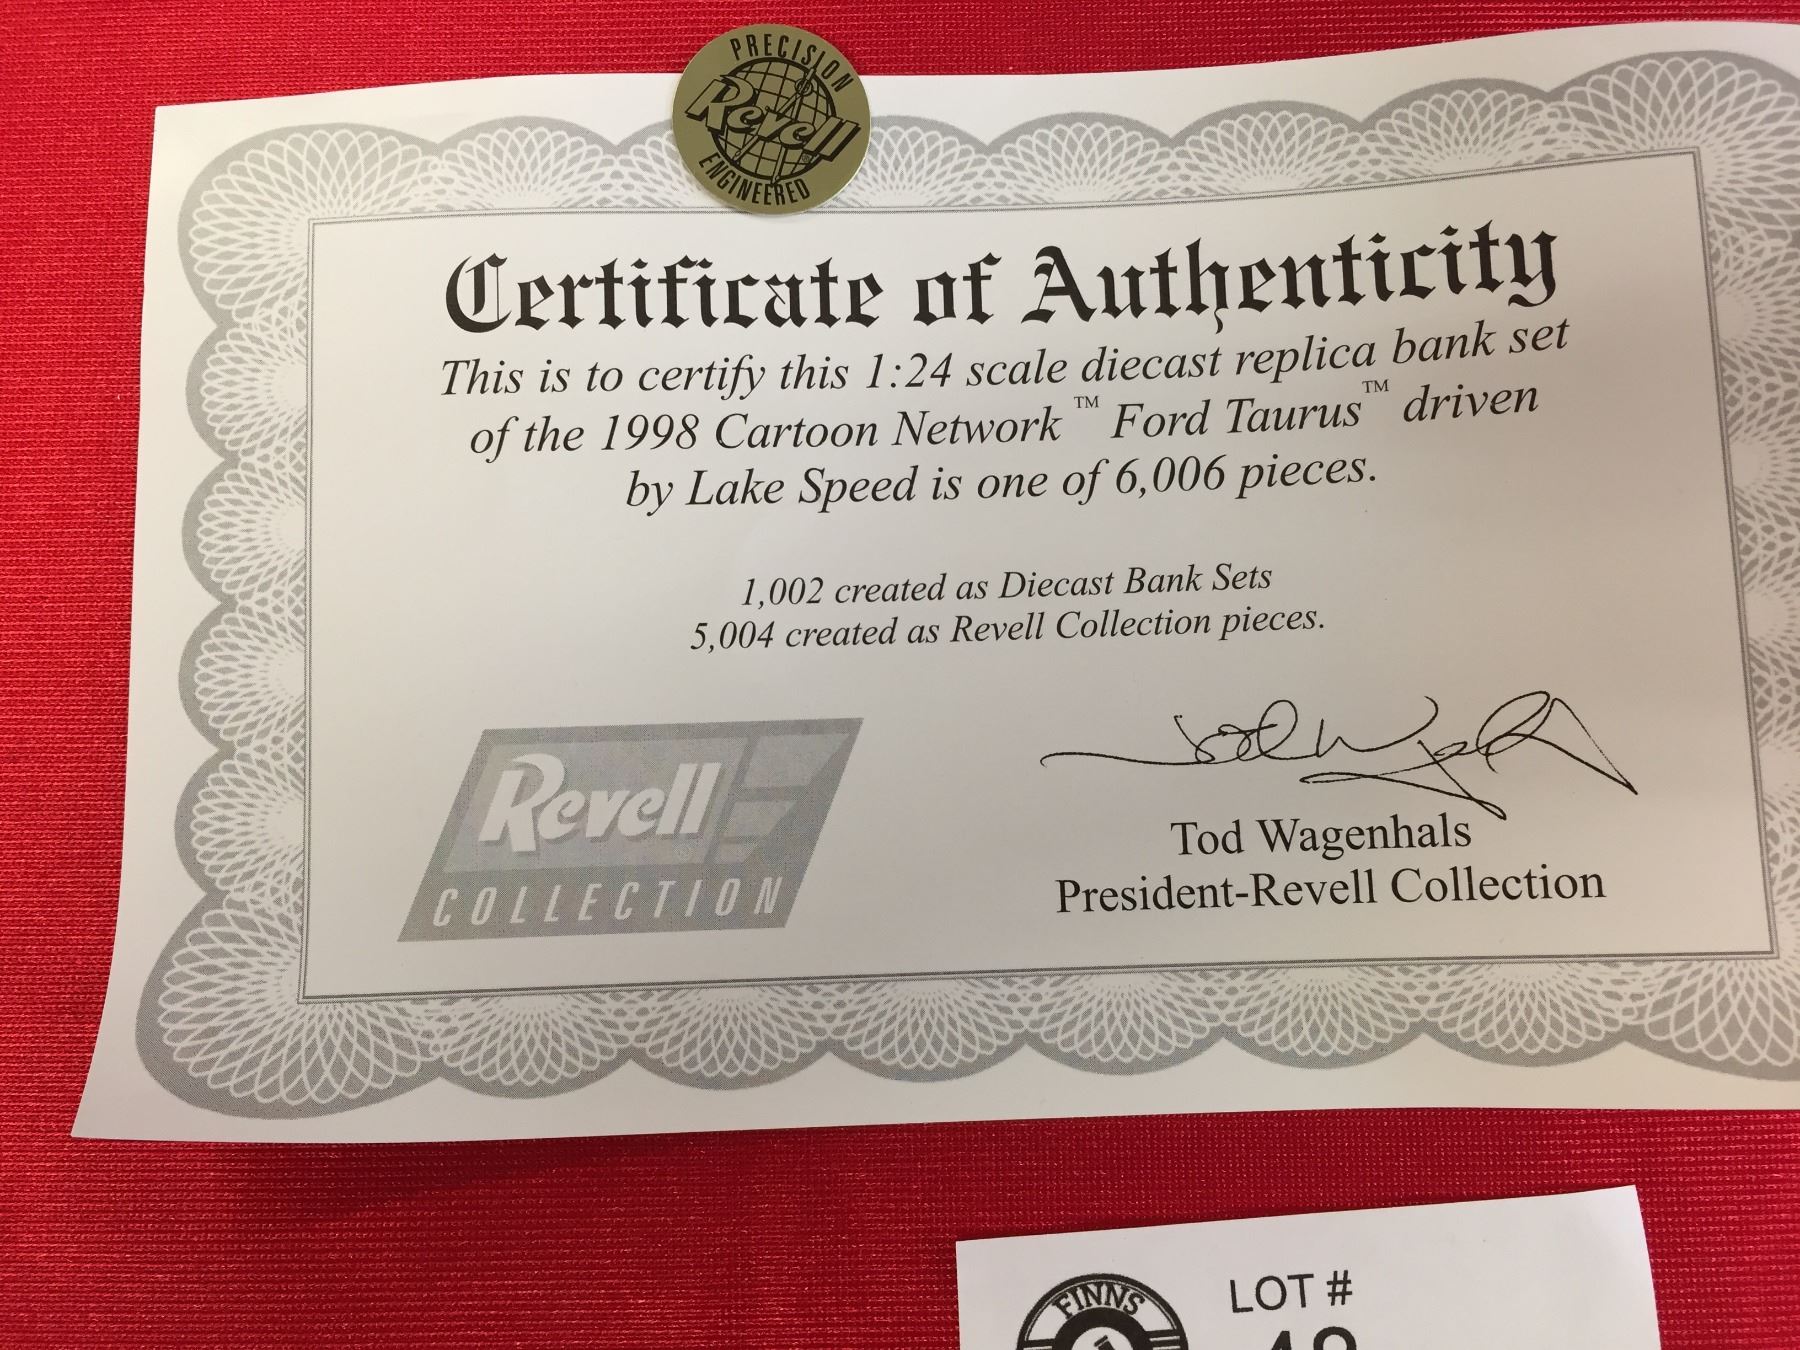 PRECISION
Revell
ENGINEERED
Certificate of Authenticity
This is to certify this 1:24 scale diecast replica bank set
of the 1998 Cartoon Network™ Ford Taurus™ driven
by Lake Speed is one of 6,006 pieces.
1,002 created as Diecast Bank Sets
5,004 created as Revell Collection pieces.
Revell
COLLECTION
Tod Wagenhals
President-Revell Collection
FINNS
LOT #